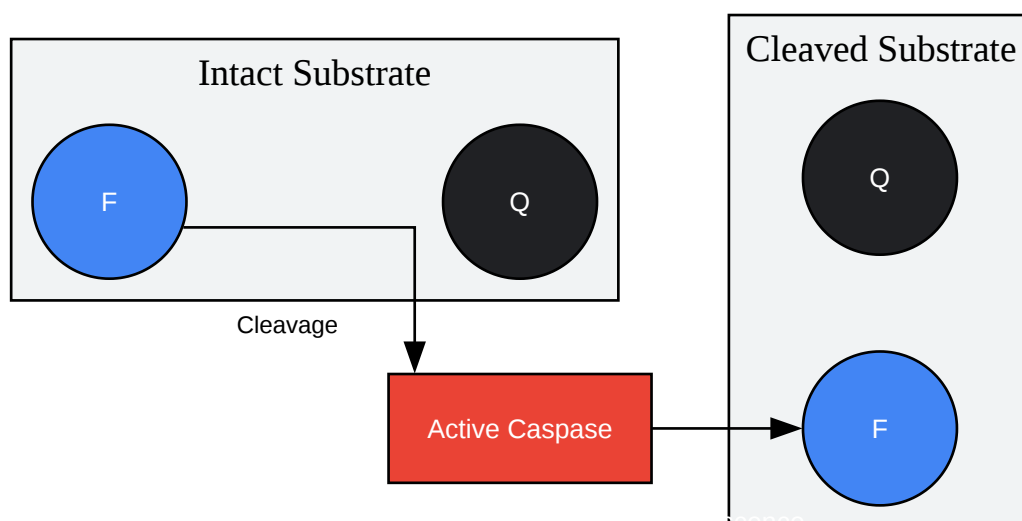 Intact Substrate
F
Q
Cleavage
Active Caspase
Cleaved Substrate
Q
F